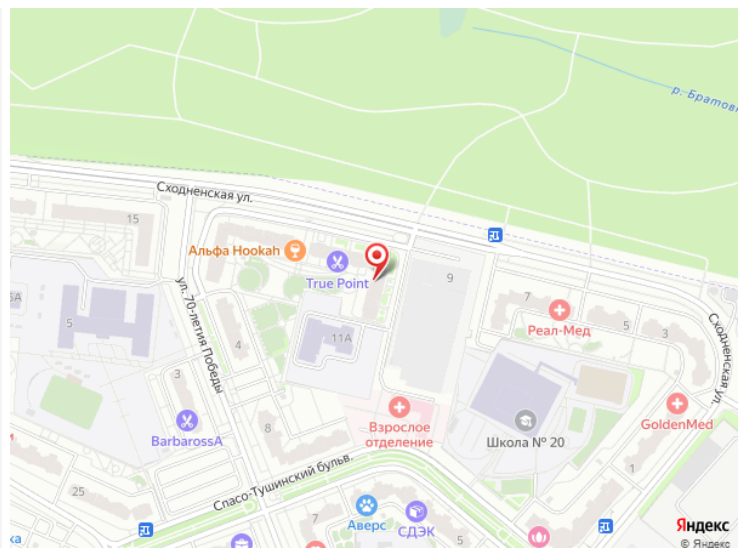 р. Братовк
Сходненская ул.
15
Альфа Hookah
True Point
9
7
Реал-Мед
5
3
Сходненская ул.
5А
5
ул. 70-летия Победы
4
11А
3
BarbarossA
8
Взрослое
отделение
Школа № 20
GoldenMed
и
Спасо-Тушинский бульв.
25
1
7
Аверс
СДЭК
5
ка
Яндекс
© Яндекс